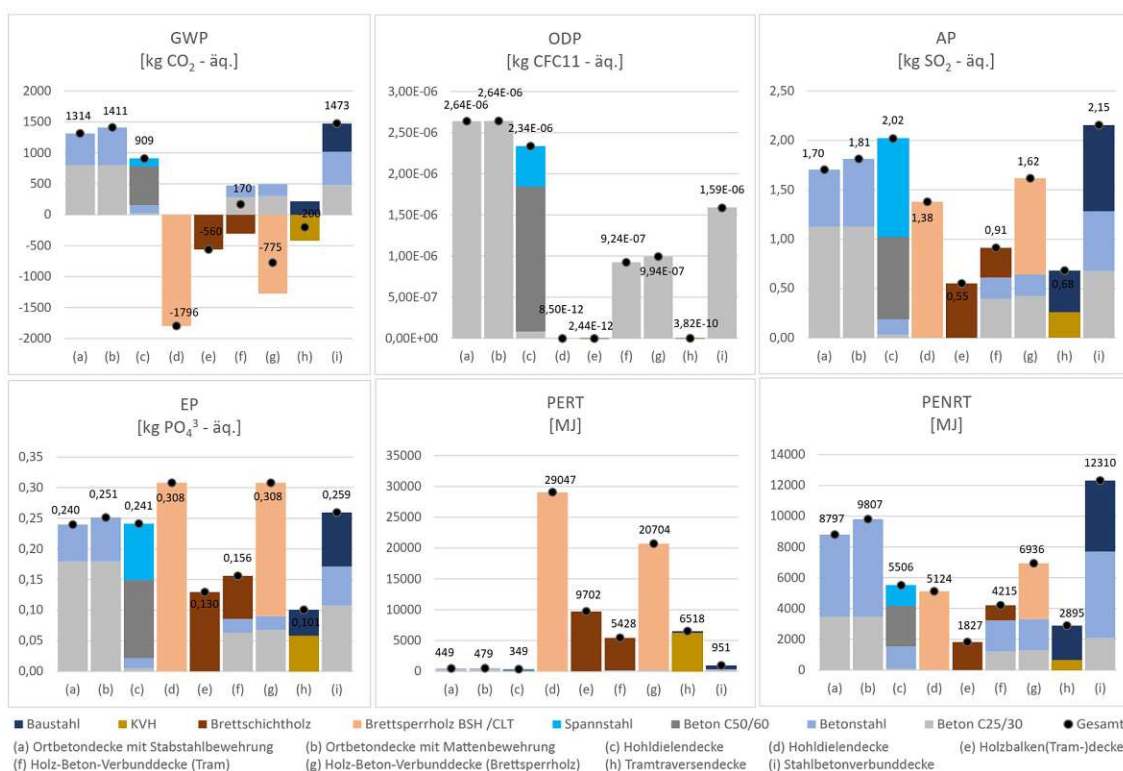 GWP
[kg CO₂ - äq.]
2000
1500
1000
500
0
-500
-1000
-1500
-2000
1314
1411
909
-1796
-560
170
-775
-200
1473
(a) (b) (c) (d) (e) (f) (g) (h) (i)
ODP
[kg CFC11 - äq.]
3,00E-06
2,50E-06
2,00E-06
1,50E-06
1,00E-06
5,00E-07
0,00E+00
2,64E-06
2,64E-06
2,34E-06
8,50E-12
2,44E-12
9,24E-07
9,94E-07
3,82E-10
1,59E-06
(a) (b) (c) (d) (e) (f) (g) (h) (i)
AP
[kg SO₂ - äq.]
2,50
2,00
1,50
1,00
0,50
0,00
1,70
1,81
2,02
1,38
0,55
0,91
1,62
0,68
2,15
(a) (b) (c) (d) (e) (f) (g) (h) (i)
EP
[kg PO₄³ - äq.]
0,35
0,30
0,25
0,20
0,15
0,10
0,05
0,00
0,240
0,251
0,241
0,308
0,130
0,156
0,308
0,101
0,259
(a) (b) (c) (d) (e) (f) (g) (h) (i)
PERT
[MJ]
35000
30000
25000
20000
15000
10000
5000
0
449
479
349
29047
9702
5428
20704
6518
951
(a) (b) (c) (d) (e) (f) (g) (h) (i)
PENRT
[MJ]
14000
12000
10000
8000
6000
4000
2000
0
8797
9807
5506
5124
1827
4215
6936
2895
12310
(a) (b) (c) (d) (e) (f) (g) (h) (i)
Baustahl KVH Brettschichtholz Brettsperrholz BSH /CLT Spannstahl Beton C50/60 Betonstahl Beton C25/30 Gesamt
(a) Ortbetondecke mit Stabstahlbewehrung (b) Ortbetondecke mit Mattenbewehrung (c) Hohldielendecke (d) Hohldielendecke (e) Holzbalken(Tram-)decke
(f) Holz-Beton-Verbunddecke (Tram) (g) Holz-Beton-Verbunddecke (Brettsperrholz) (h) Tramtraversendecke (i) Stahlbetonverbunddecke